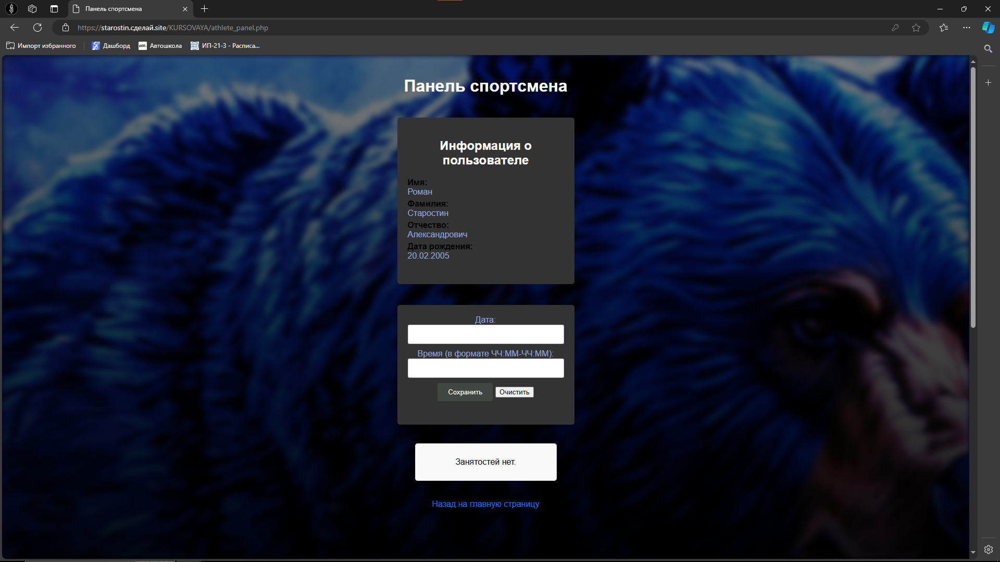 Панель спортсмена
https://starostin.сделай.site/KURSOVAYA/athlete_panel.php
Импорт избранного
Дашборд
Автошкола
ИП-21-3 - Расписа...
Панель спортсмена
Информация о
пользователе
Имя:
Роман
Фамилия:
Старостин
Отчество:
Александрович
Дата рождения:
20.02.2005
Дата:
Время (в формате ЧЧ:ММ-ЧЧ:ММ):
Сохранить
Очистить
Занятостей нет.
Назад на главную страницу